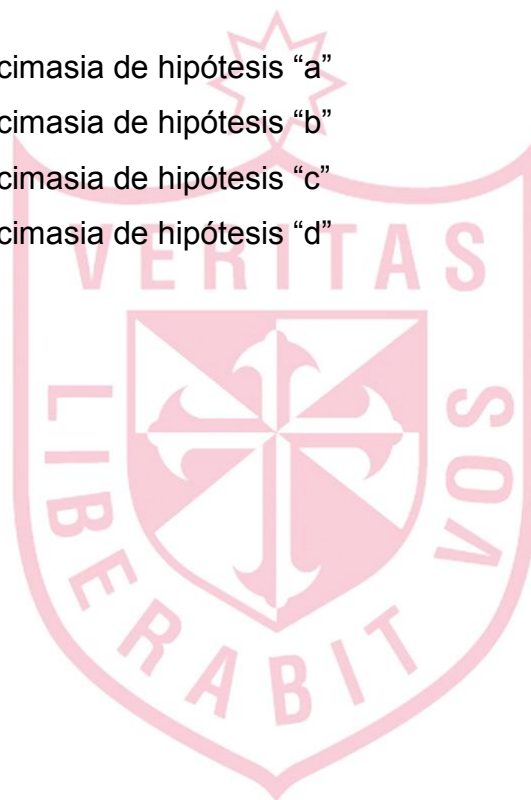 cimasia de hipótesis “a”
cimasia de hipótesis “b”
cimasia de hipótesis “c”
cimasia de hipótesis “d”
VERITAS
LIBERABIT VOS